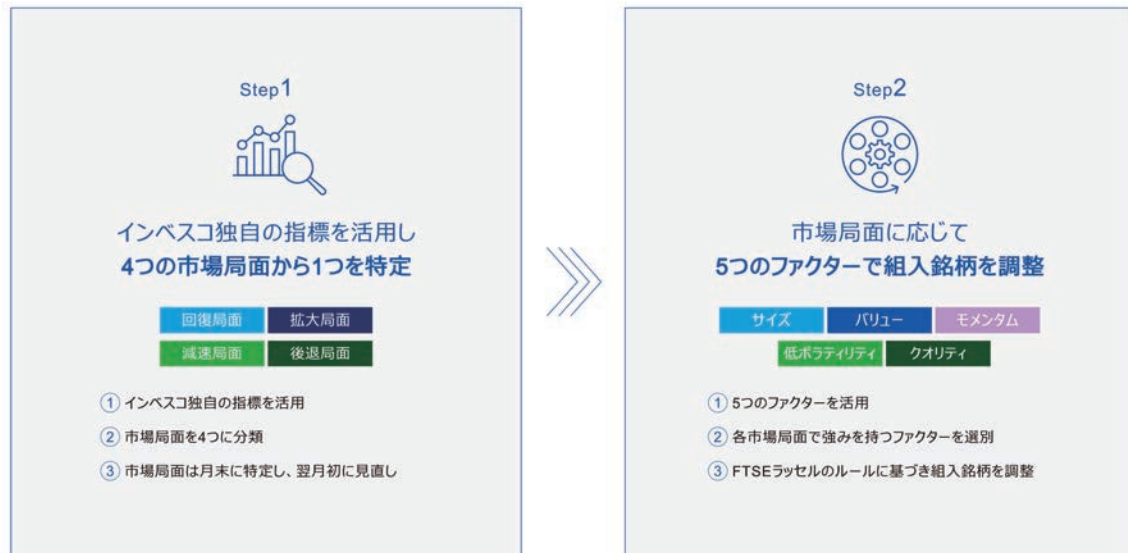 Step1
インベスコ独自の指標を活用し
4つの市場局面から1つを特定
回復局面 拡大局面
減速局面 後退局面
① インベスコ独自の指標を活用
② 市場局面を4つに分類
③ 市場局面は月末に特定し、翌月初に見直し
Step2
市場局面に応じて
5つのファクターで組入銘柄を調整
サイズ バリュー モメンタム
低ボラティリティ クオリティ
① 5つのファクターを活用
② 各市場局面で強みを持つファクターを選別
③ FTSEラッセルのルールに基づき組入銘柄を調整